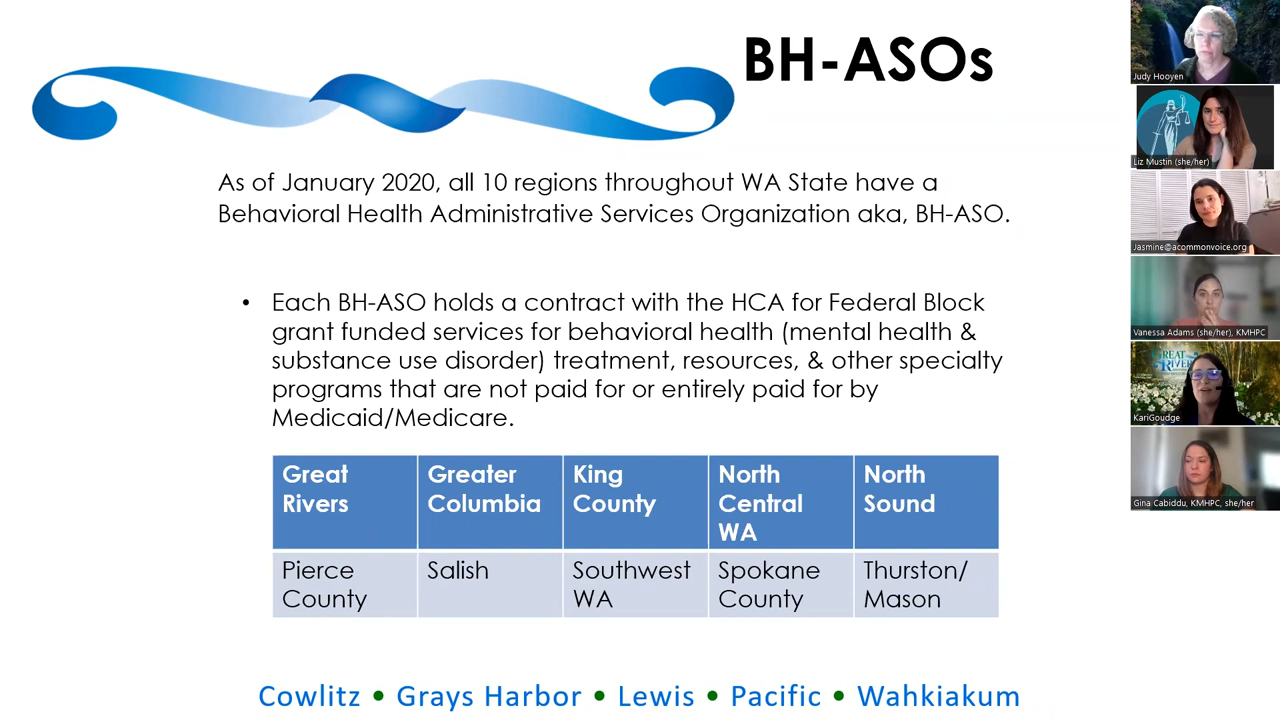 BH-ASOs
As of January 2020, all 10 regions throughout WA State have a
Behavioral Health Administrative Services Organization aka, BH-ASO.
• Each BH-ASO holds a contract with the HCA for Federal Block
grant funded services for behavioral health (mental health &
substance use disorder) treatment, resources, & other specialty
programs that are not paid for or entirely paid for by
Medicaid/Medicare.
Great
Rivers
Greater
Columbia
King
County
North
Central
WA
North
Sound
Pierce
County
Salish
Southwest
WA
Spokane
County
Thurston/
Mason
Cowlitz • Grays Harbor • Lewis • Pacific • Wahkiakum
Judy Hooyen
Liz Mustin (she/her)
Jasmine@acommonvoice.org
Vanessa Adams (she/her), KMHPC
GREAT
RIVERS
KariGoudge
Gina Cabiddu, KMHPC, she/her